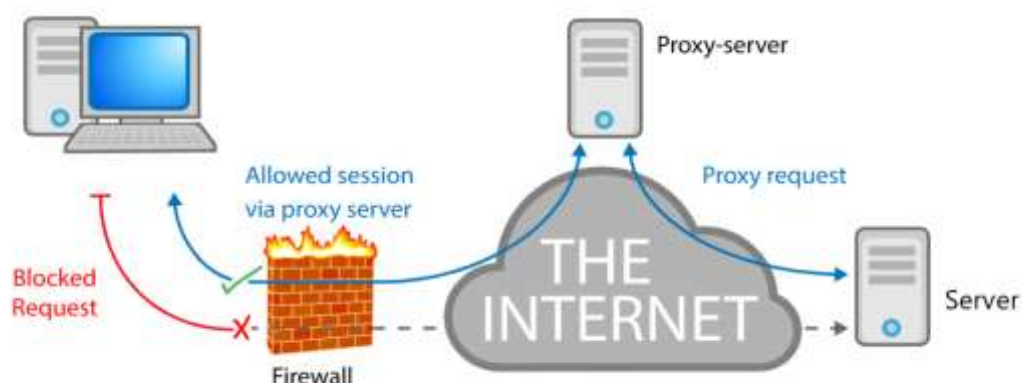 Proxy-server
Allowed session
via proxy server
Proxy request
Blocked
Request
THE
INTERNET
Server
Firewall